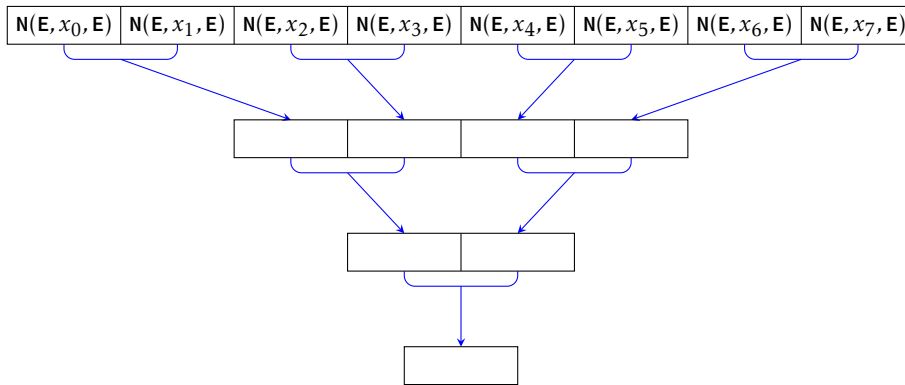 N(E, x₀, E) N(E, x₁, E) N(E, x₂, E) N(E, x₃, E) N(E, x₄, E) N(E, x₅, E) N(E, x₆, E) N(E, x₇, E)